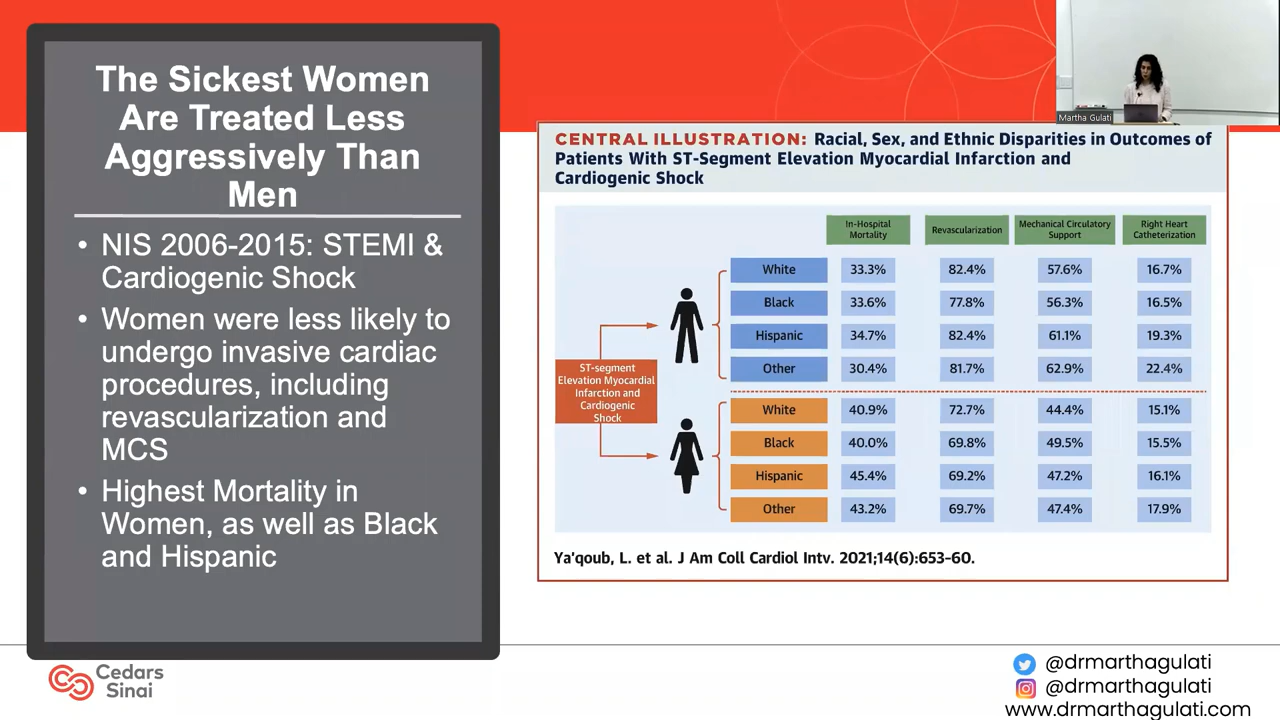 The Sickest Women
Are Treated Less
Aggressively Than
Men
• NIS 2006-2015: STEMI &
Cardiogenic Shock
• Women were less likely to
undergo invasive cardiac
procedures, including
revascularization and
MCS
• Highest Mortality in
Women, as well as Black
and Hispanic
Martha Gulati
CENTRAL ILLUSTRATION: Racial, Sex, and Ethnic Disparities in Outcomes of
Patients With ST-Segment Elevation Myocardial Infarction and
Cardiogenic Shock
In-Hospital
Mortality
Revascularization
Mechanical Circulatory
Support
Right Heart
Catheterization
White 33.3% 82.4% 57.6% 16.7%
Black 33.6% 77.8% 56.3% 16.5%
Hispanic 34.7% 82.4% 61.1% 19.3%
Other 30.4% 81.7% 62.9% 22.4%
ST-segment
Elevation Myocardial
Infarction and
Cardiogenic
Shock
White 40.9% 72.7% 44.4% 15.1%
Black 40.0% 69.8% 49.5% 15.5%
Hispanic 45.4% 69.2% 47.2% 16.1%
Other 43.2% 69.7% 47.4% 17.9%
Ya'qoub, L. et al. J Am Coll Cardiol Intv. 2021;14(6):653-60.
Cedars
Sinai
@drmarthagulati
@drmarthagulati
www.drmarthagulati.com